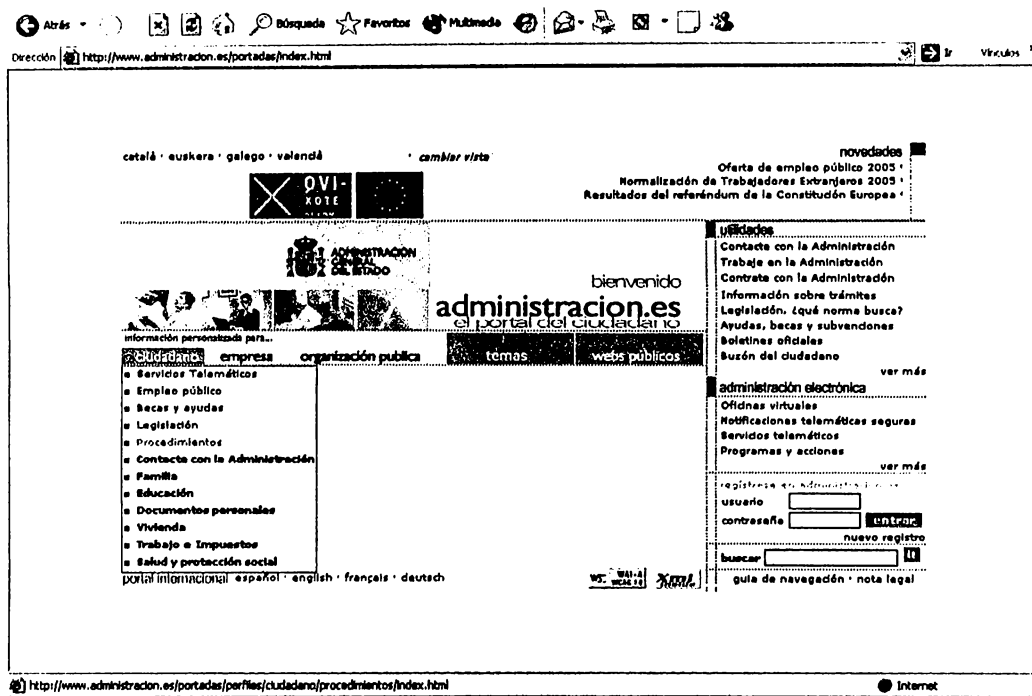 Atrás
Búsqueda
Favoritos
Multimedia
Dirección http://www.administracion.es/portadas/index.html
Ir
Vínculos
català · euskera · galego · valencià
· cambiar vista
novedades
Oferta de empleo público 2005 ·
Normalización de Trabajadores Extranjeros 2005 ·
Resultados del referéndum de la Constitución Europea ·
QVI-
XOTE
ADMINISTRACIÓN
GENERAL
DEL ESTADO
bienvenido
administracion.es
el portal del ciudadano
información personalizada para...
ciudadano empresa organización publica temas webs públicos
Servicios Telemáticos
Empleo público
Becas y ayudas
Legislación
Procedimientos
Contacte con la Administración
Familia
Educación
Documentos personales
Vivienda
Trabajo e Impuestos
Salud y protección social
portal internacional español · english · français · deutsch
utilidades
Contacte con la Administración
Trabaje en la Administración
Contrate con la Administración
Información sobre trámites
Legislación. ¿qué norma busca?
Ayudas, becas y subvenciones
Boletines oficiales
Buzón del ciudadano
ver más
administración electrónica
Oficinas virtuales
Notificaciones telemáticas seguras
Servicios telemáticos
Programas y acciones
ver más
regístrese en
usuario
contraseña
entrar
nuevo registro
buscar
guía de navegación · nota legal
http://www.administracion.es/portadas/perfiles/ciudadano/procedimientos/index.html
Internet